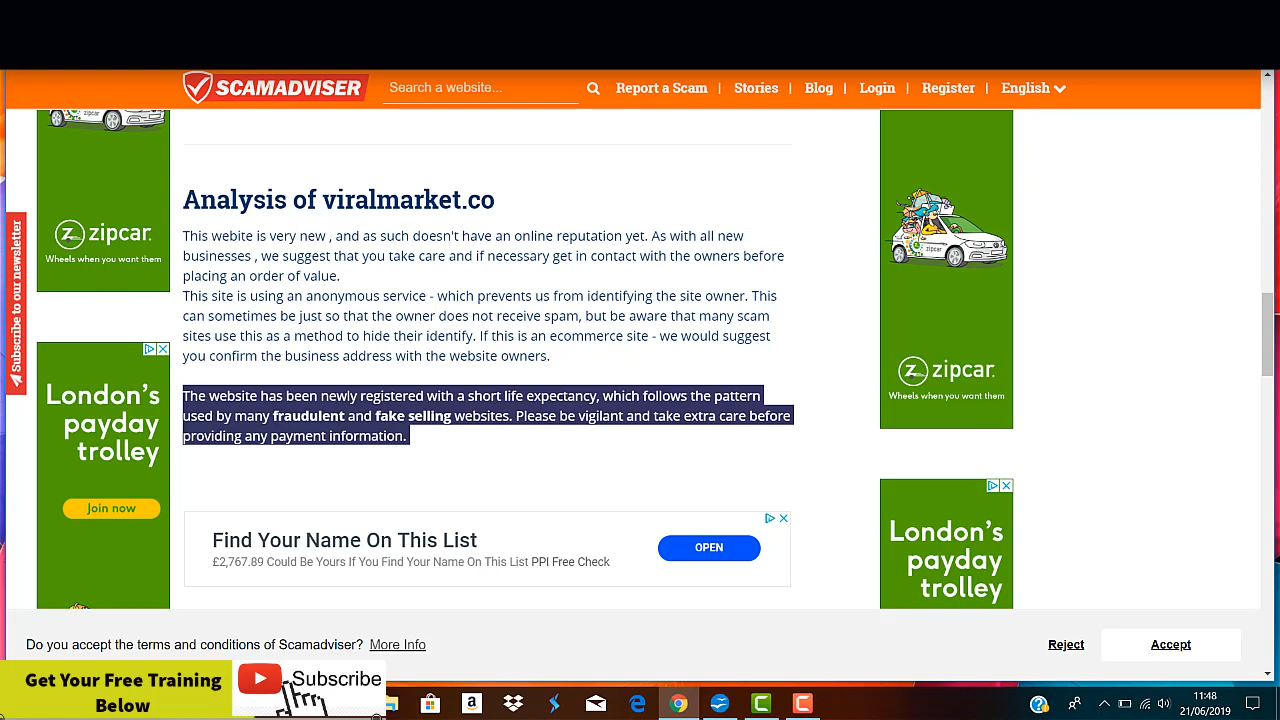 SCAMADVISER
Search a website...
Report a Scam | Stories | Blog | Login | Register | English
zipcar
Wheels when you want them
Subscribe to our newsletter
Analysis of viralmarket.co
This webite is very new , and as such doesn't have an online reputation yet. As with all new
businesses , we suggest that you take care and if necessary get in contact with the owners before
placing an order of value.
This site is using an anonymous service - which prevents us from identifying the site owner. This
can sometimes be just so that the owner does not receive spam, but be aware that many scam
sites use this as a method to hide their identify. If this is an ecommerce site - we would suggest
you confirm the business address with the website owners.
The website has been newly registered with a short life expectancy, which follows the pattern
used by many fraudulent and fake selling websites. Please be vigilant and take extra care before
providing any payment information.
London's
payday
trolley
Join now
zipcar
zipcar.
Wheels when you want them
London's
payday
trolley
Find Your Name On This List
£2,767.89 Could Be Yours If You Find Your Name On This List PPI Free Check
OPEN
Do you accept the terms and conditions of Scamadviser? More Info
Reject
Accept
Get Your Free Training
Below
Subscribe
11:48
21/06/2019